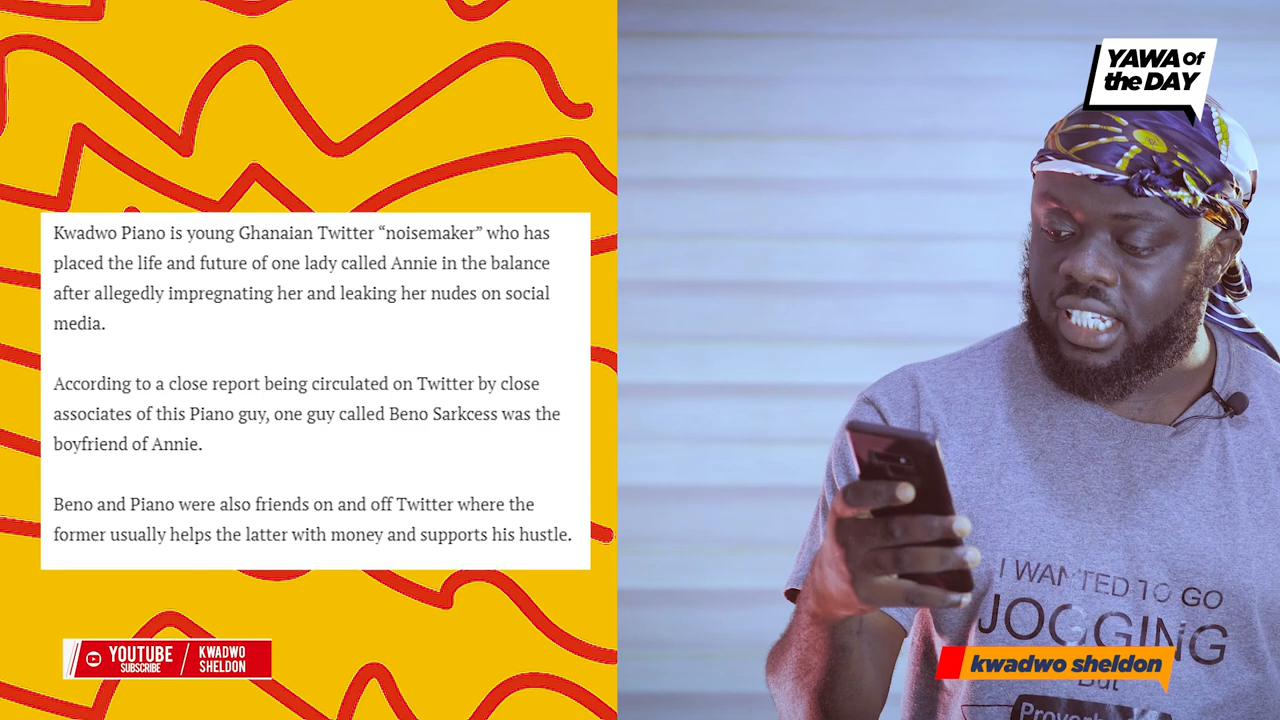 YAWA of
the DAY
Kwadwo Piano is young Ghanaian Twitter “noisemaker” who has
placed the life and future of one lady called Annie in the balance
after allegedly impregnating her and leaking her nudes on social
media.
According to a close report being circulated on Twitter by close
associates of this Piano guy, one guy called Beno Sarkcess was the
boyfriend of Annie.
Beno and Piano were also friends on and off Twitter where the
former usually helps the latter with money and supports his hustle.
I WANTED TO GO
JOGGING
But
YOUTUBE
SUBSCRIBE
KWADWO
SHELDON
kwadwo sheldon